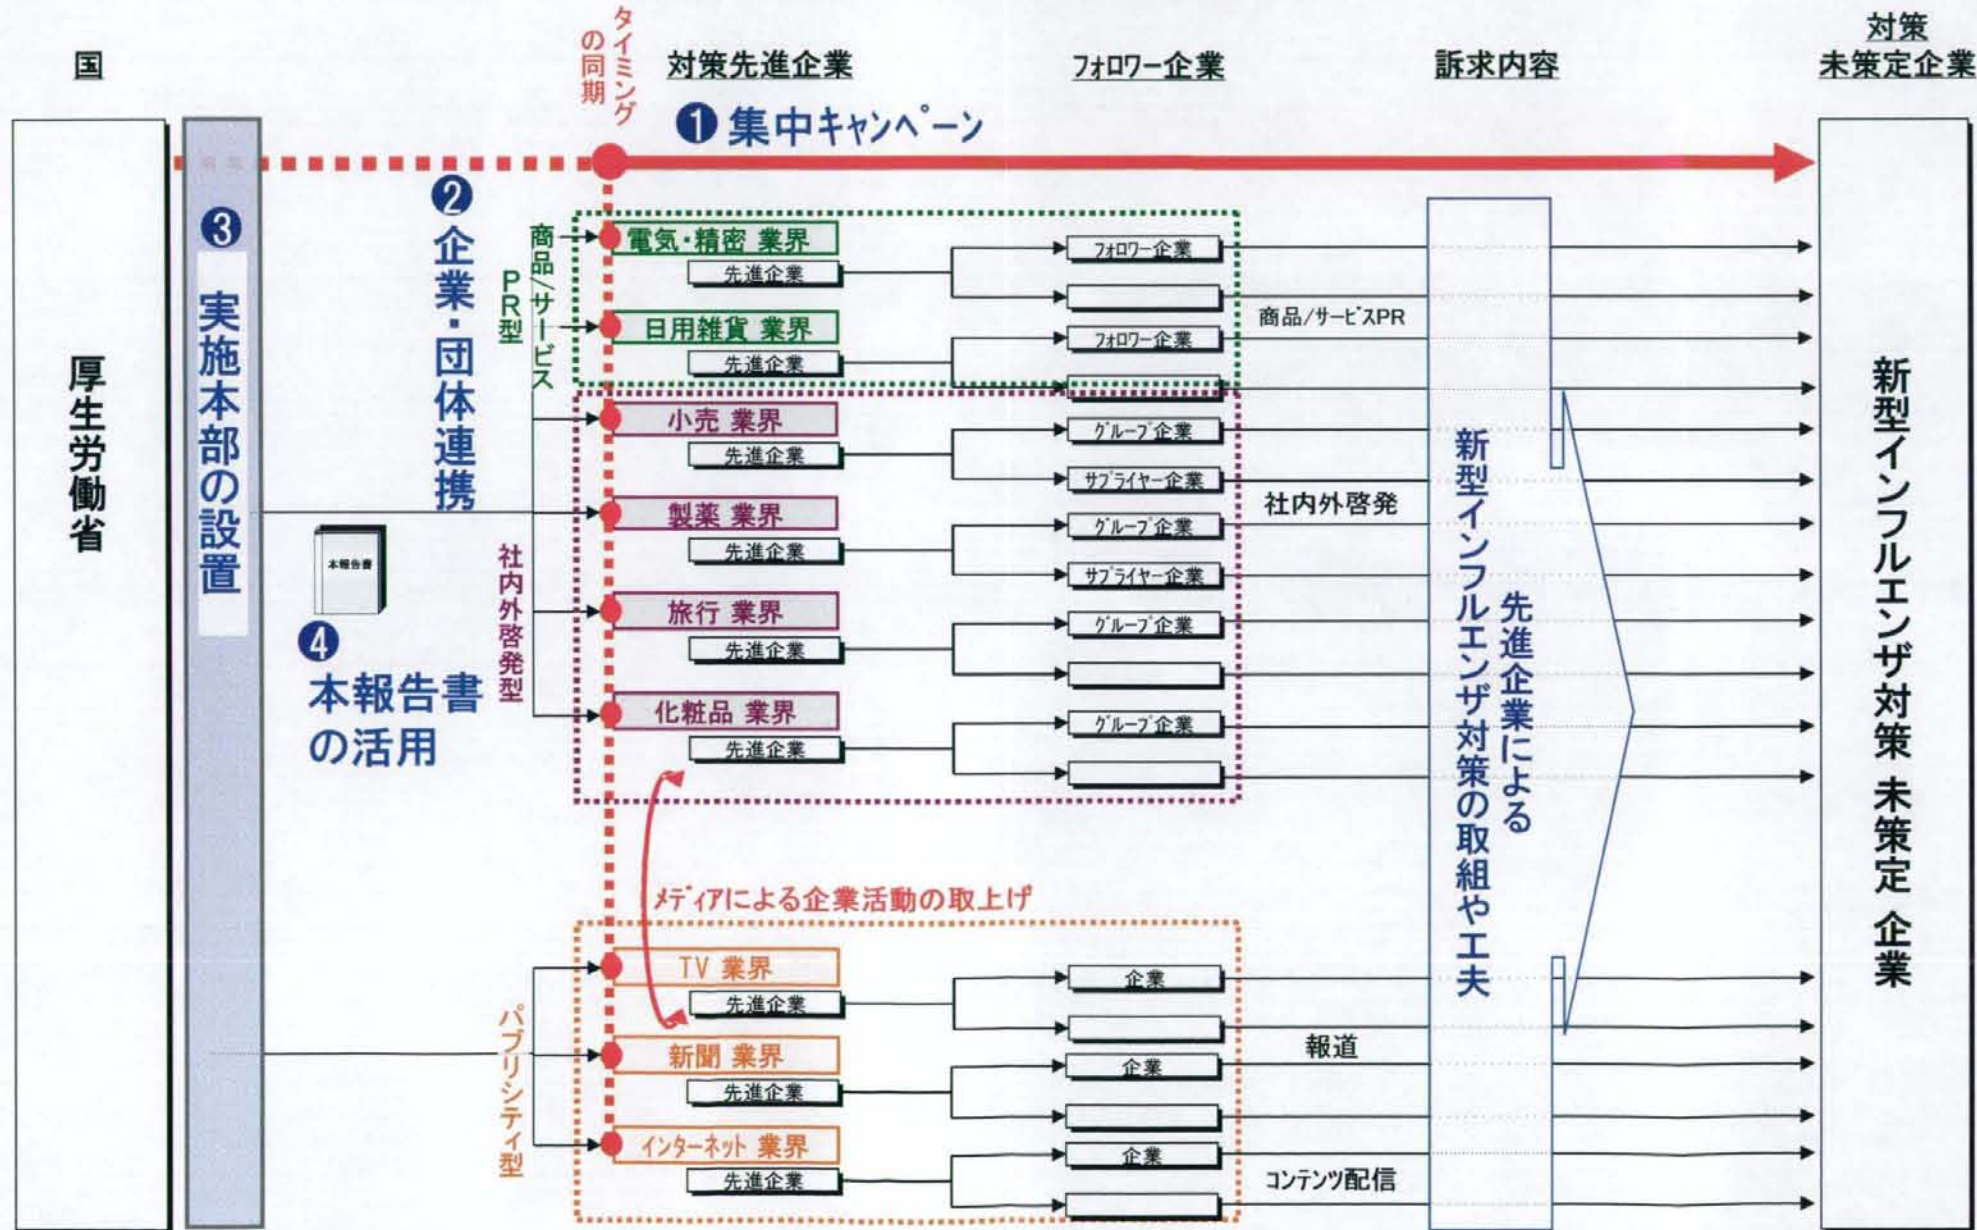 国
タイミング
の同期
対策先進企業
フォロワー企業
訴求内容
対策
未策定企業
❶ 集中キャンペーン
厚生労働省
❸
実施本部の設置
❷
企業・団体連携
本報告書
❹
本報告書
の活用
商品/サービス
PR型
社内外啓発型
パブリシティ型
電気・精密 業界
先進企業
フォロワー企業
日用雑貨 業界
先進企業
フォロワー企業
商品/サービスPR
小売 業界
先進企業
グループ企業
サプライヤー企業
製薬 業界
先進企業
グループ企業
サプライヤー企業
社内外啓発
旅行 業界
先進企業
グループ企業
化粧品 業界
先進企業
グループ企業
メディアによる企業活動の取上げ
TV 業界
先進企業
企業
新聞 業界
先進企業
企業
報道
インターネット 業界
先進企業
企業
コンテンツ配信
先進企業による
新型インフルエンザ対策の取組や工夫
新型インフルエンザ対策 未策定 企業